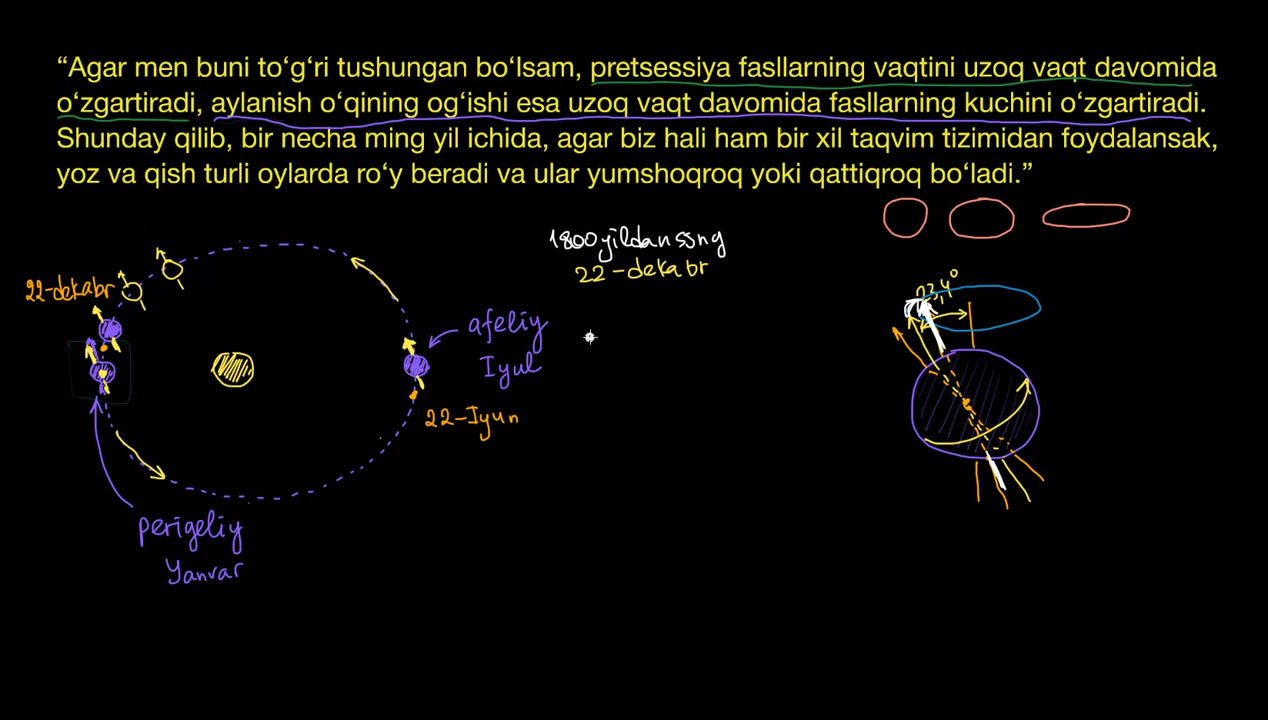 “Agar men buni to‘g‘ri tushungan bo‘lsam, pretsessiya fasllarning vaqtini uzoq vaqt davomida
o‘zgartiradi, aylanish o‘qining og‘ishi esa uzoq vaqt davomida fasllarning kuchini o‘zgartiradi.
Shunday qilib, bir necha ming yil ichida, agar biz hali ham bir xil taqvim tizimidan foydalansak,
yoz va qish turli oylarda ro‘y beradi va ular yumshoqroq yoki qattiqroq bo‘ladi.”
1800 yildan song
22-dekabr
22-dekabr
23,4°
afeliy
Iyul
22-Iyun
perigeliy
Yanvar